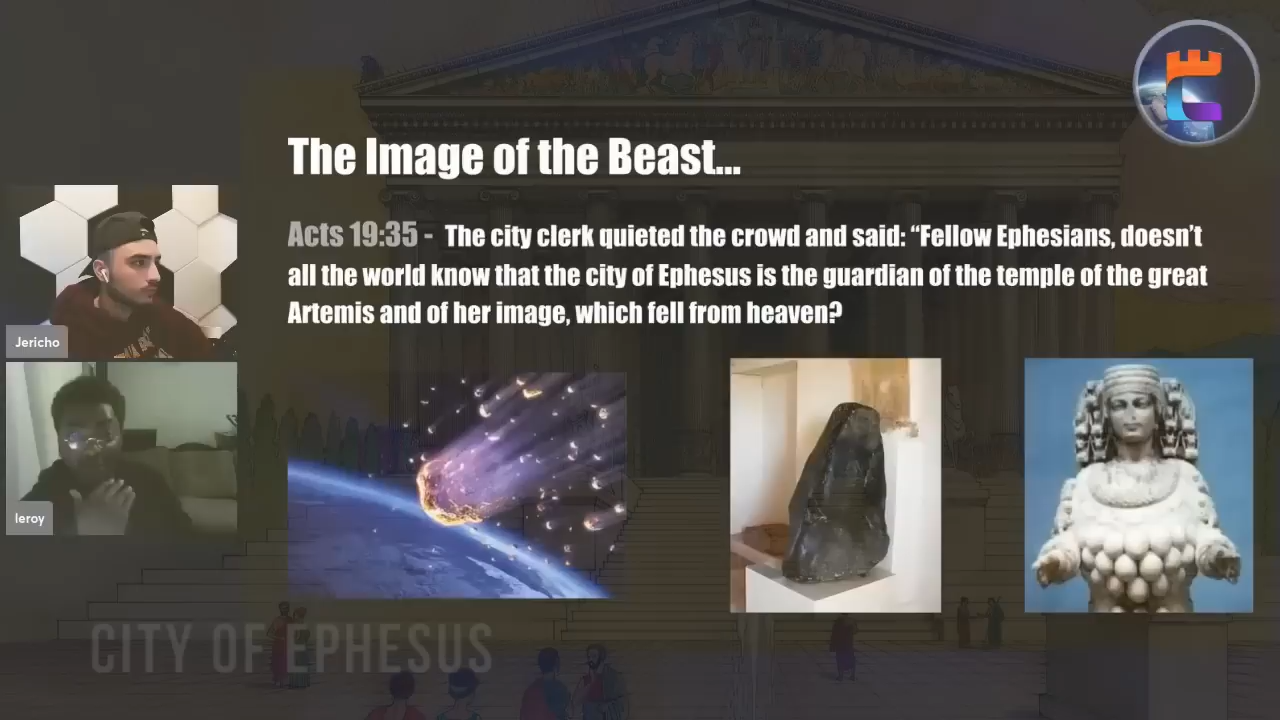 The Image of the Beast...
Acts 19:35 - The city clerk quieted the crowd and said: “Fellow Ephesians, doesn’t
all the world know that the city of Ephesus is the guardian of the temple of the great
Artemis and of her image, which fell from heaven?
Jericho
leroy
CITY OF EPHESUS